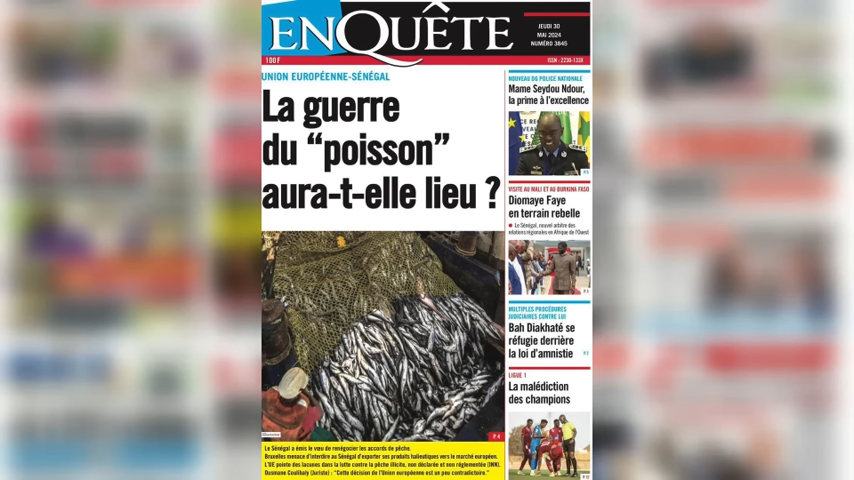 ENQUÊTE
JEUDI 30
MAI 2024
NUMÉRO 3845
100 F
ISSN : 2230-133X
UNION EUROPÉENNE-SÉNÉGAL
La guerre
du “poisson”
aura-t-elle lieu ?
NOUVEAU DG POLICE NATIONALE
Mame Seydou Ndour,
la prime à l’excellence
VISITE AU MALI ET AU BURKINA FASO
Diomaye Faye
en terrain rebelle
Le Sénégal, nouvel arbitre des
relations régionales en Afrique de l’Ouest
MULTIPLES PROCÉDURES
JUDICIAIRES CONTRE LUI
Bah Diakhaté se
réfugie derrière
la loi d’amnistie
LIGUE 1
La malédiction
des champions
P 4
Le Sénégal a émis le vœu de renégocier les accords de pêche.
Bruxelles menace d’interdire au Sénégal d’exporter ses produits halieutiques vers le marché européen.
L’UE pointe des lacunes dans la lutte contre la pêche illicite, non déclarée et non réglementée (INN).
Ousmane Coulibaly (Juriste) : “Cette décision de l’Union européenne est un peu contradictoire.”